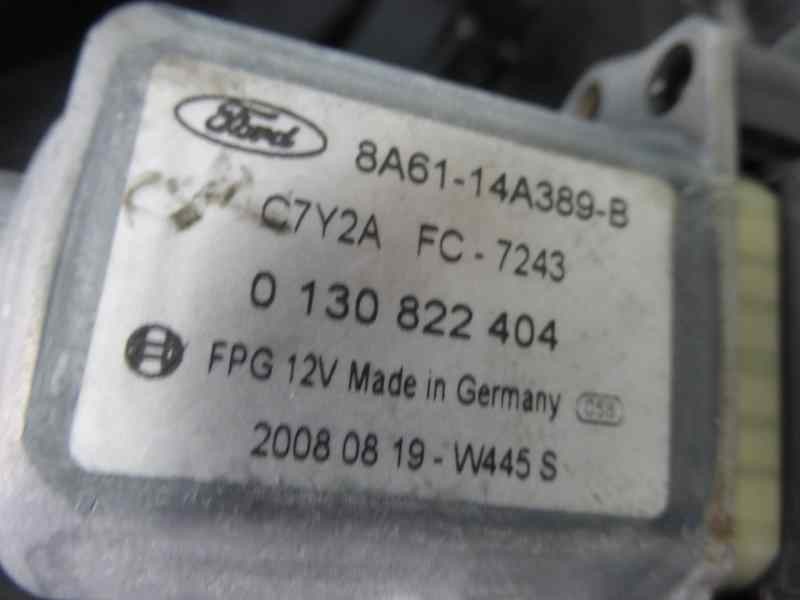 Ford 8A61-14A389-B
C7Y2A FC - 7243
0 130 822 404
FPG 12V Made in Germany 058
2008 08 19 - W445 S